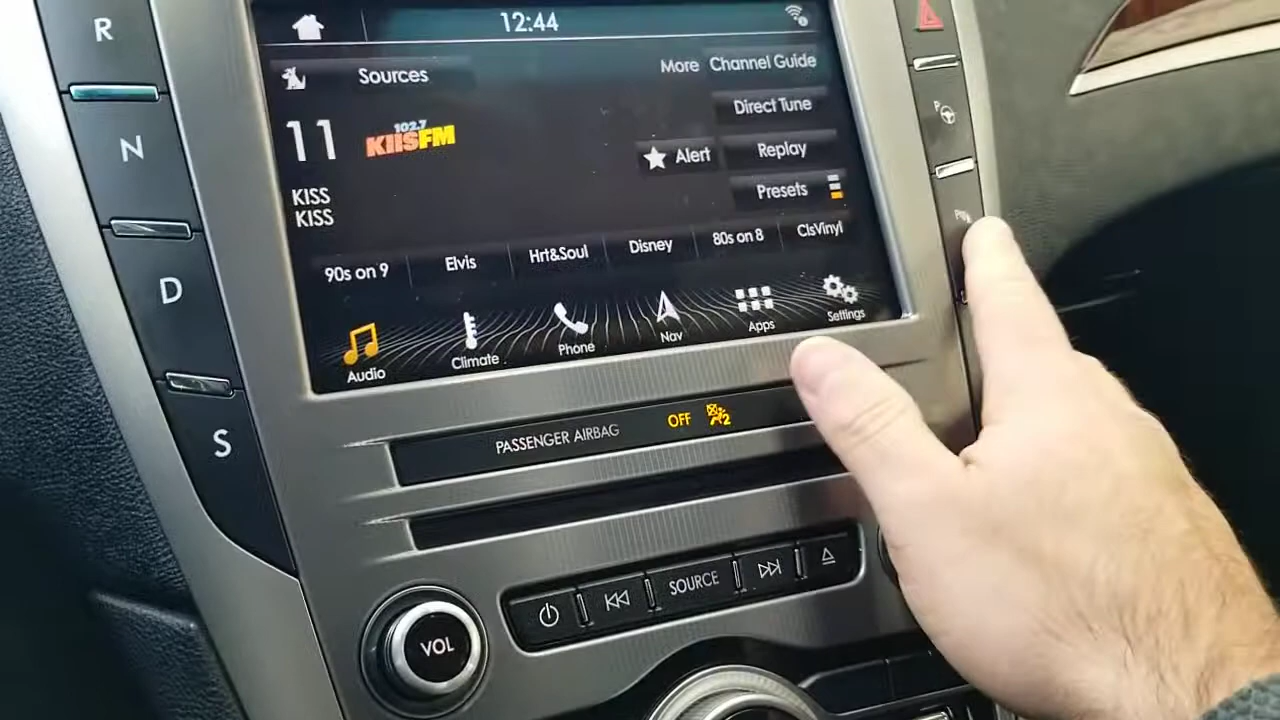 R
N
D
S
12:44
Sources
More
Channel Guide
Direct Tune
11
102.7
KIISFM
Alert
Replay
KISS
KISS
Presets
90s on 9
Elvis
Hrt&Soul
Disney
80s on 8
ClsVinyl
Audio
Climate
Phone
Nav
Apps
Settings
PASSENGER AIRBAG
OFF
2
SOURCE
VOL
P